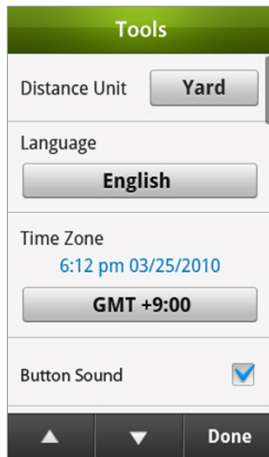 Tools
Distance Unit Yard
Language
English
Time Zone
6:12 pm 03/25/2010
GMT +9:00
Button Sound
Done